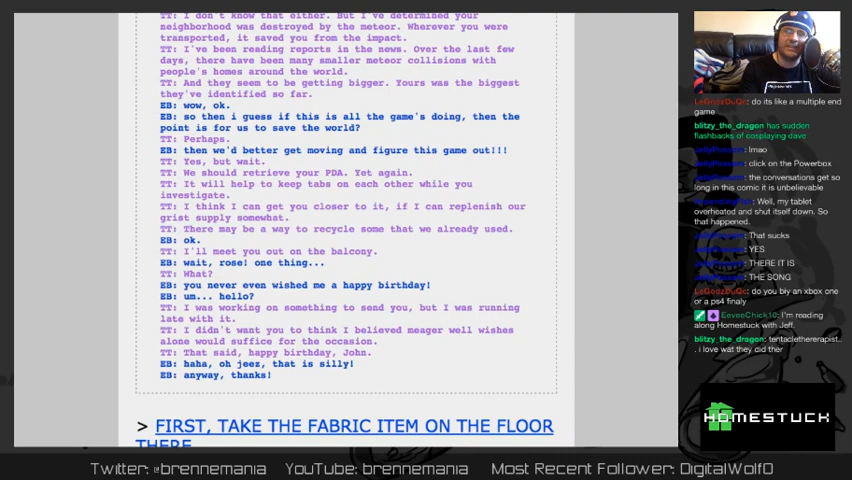 TT: I don't know that either. But I've determined your
neighborhood was destroyed by the meteor. Wherever you were
transported, it saved you from the impact.
TT: I've been reading reports in the news. Over the last few
days, there have been many smaller meteor collisions with
people's homes around the world.
TT: And they seem to be getting bigger. Yours was the biggest
they've identified so far.
EB: wow, ok.
EB: so then i guess if this is all the game's doing, then the
point is for us to save the world?
TT: Perhaps.
EB: then we'd better get moving and figure this game out!!!
TT: Yes, but wait.
TT: We should retrieve your PDA. Yet again.
TT: It will help to keep tabs on each other while you
investigate.
TT: I think I can get you closer to it, if I can replenish our
grist supply somewhat.
TT: There may be a way to recycle some that we already used.
EB: ok.
TT: I'll meet you out on the balcony.
EB: wait, rose! one thing...
TT: What?
EB: you never even wished me a happy birthday!
EB: um... hello?
TT: I was working on something to send you, but I was running
late with it.
TT: I didn't want you to think I believed meager well wishes
alone would suffice for the occasion.
TT: That said, happy birthday, John.
EB: haha, oh jeez, that is silly!
EB: anyway, thanks!
> FIRST, TAKE THE FABRIC ITEM ON THE FLOOR
THERE
do its like a multiple end
game
blitzy_the_dragon has sudden
flashbacks of cosplaying dave
lmao
click on the Powerbox
the conversations get so
long in this comic it is unbelievable
Well, my tablet
overheated and shut itself down. So
that happened.
That sucks
YES
THERE IT IS
THE SONG
do you biy an xbox one
or a ps4 finaly
EeveeChick10: I'm reading
along Homestuck with Jeff.
blitzy_the_dragon: tentaclethererapist..
. i love wat they did ther
HOMESTUCK
Twitter: @brennemania YouTube: brennemania Most Recent Follower: DigitalWolf0